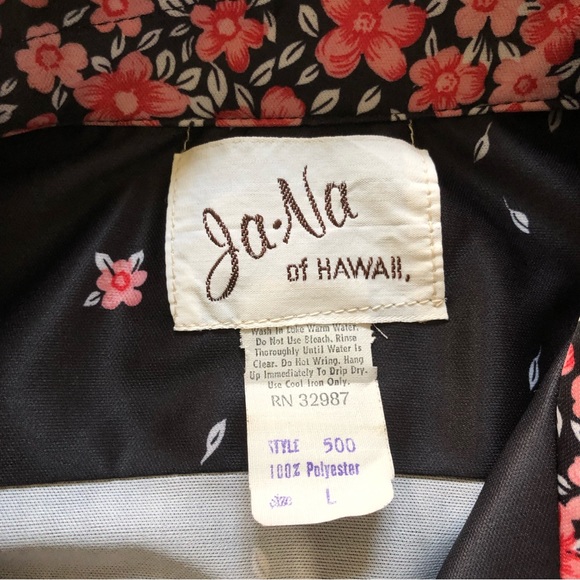 Ja·Na
of HAWAII,
Wash In Luke Warm Water.
Do Not Use Bleach. Rinse
Thoroughly Until Water is
Clear. Do Not Wring. Hang
Up Immediately To Drip Dry.
Use Cool Iron Only.
RN 32987
STYLE 500
100% Polyester
size L